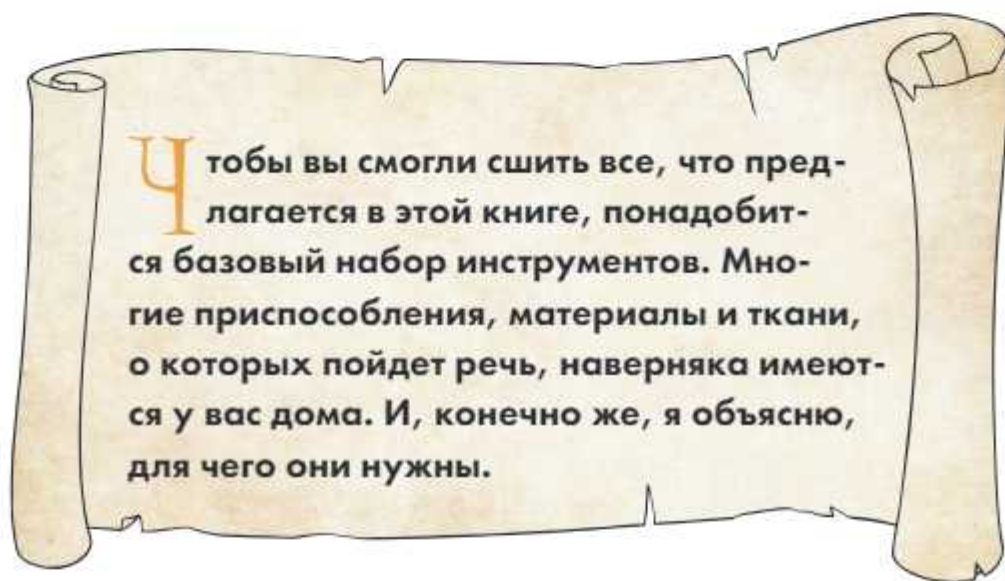 Чтобы вы смогли сшить все, что пред-
лагается в этой книге, понадобит-
ся базовый набор инструментов. Мно-
гие приспособления, материалы и ткани,
о которых пойдет речь, наверняка имеют-
ся у вас дома. И, конечно же, я объясню,
для чего они нужны.